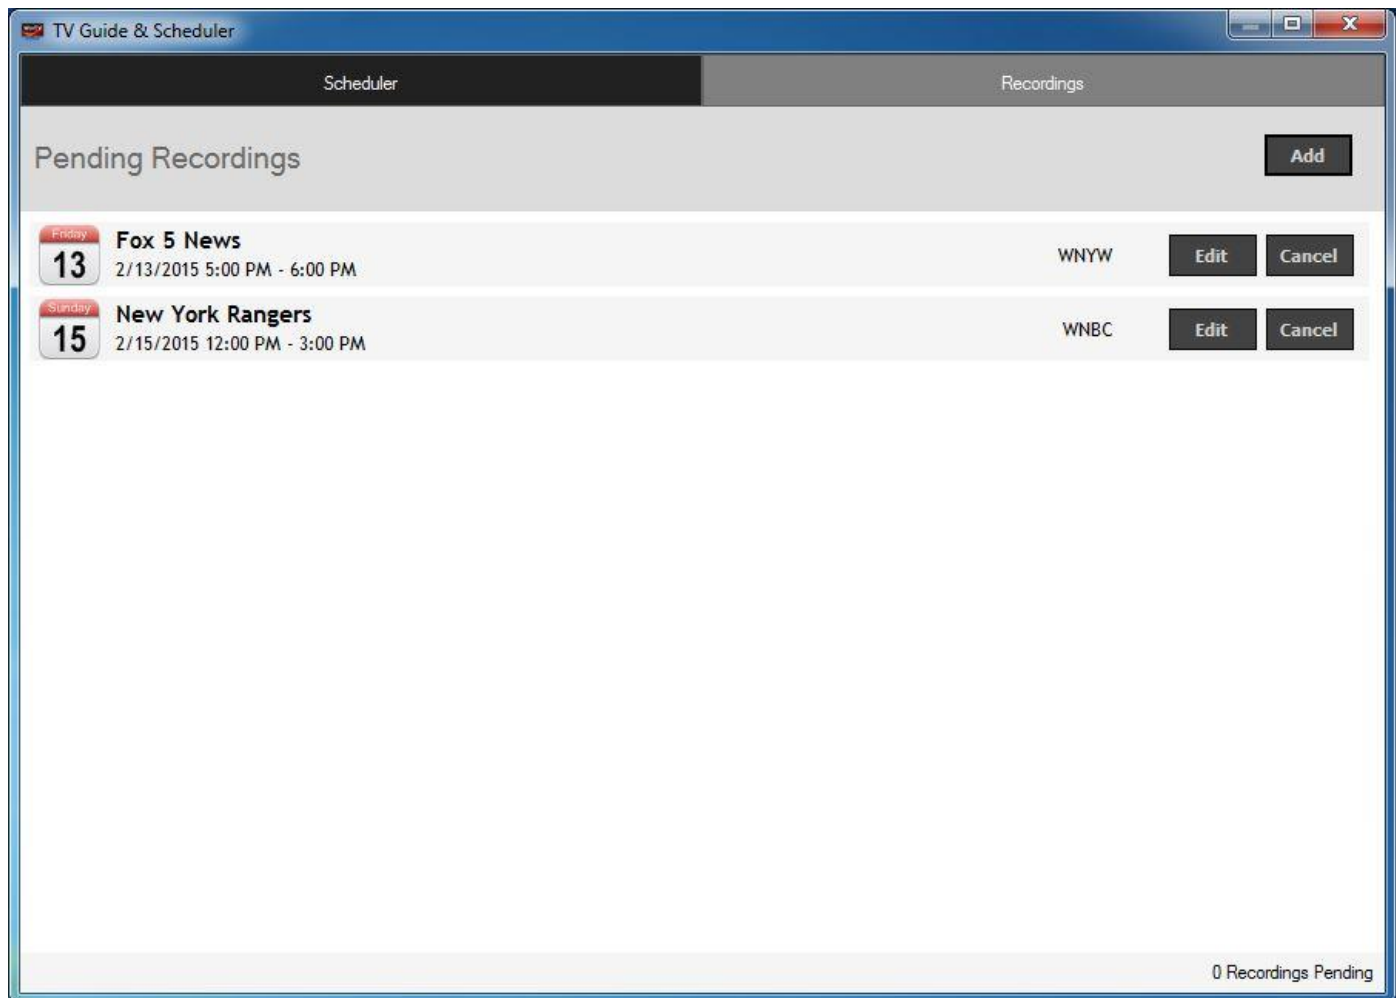 TV Guide & Scheduler
Scheduler
Recordings
Pending Recordings
Add
Friday
13
Fox 5 News
2/13/2015 5:00 PM - 6:00 PM
WNYW
Edit
Cancel
Sunday
15
New York Rangers
2/15/2015 12:00 PM - 3:00 PM
WNBC
Edit
Cancel
0 Recordings Pending